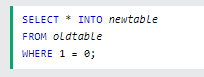 SELECT * INTO newtable
FROM oldtable
WHERE 1 = 0;